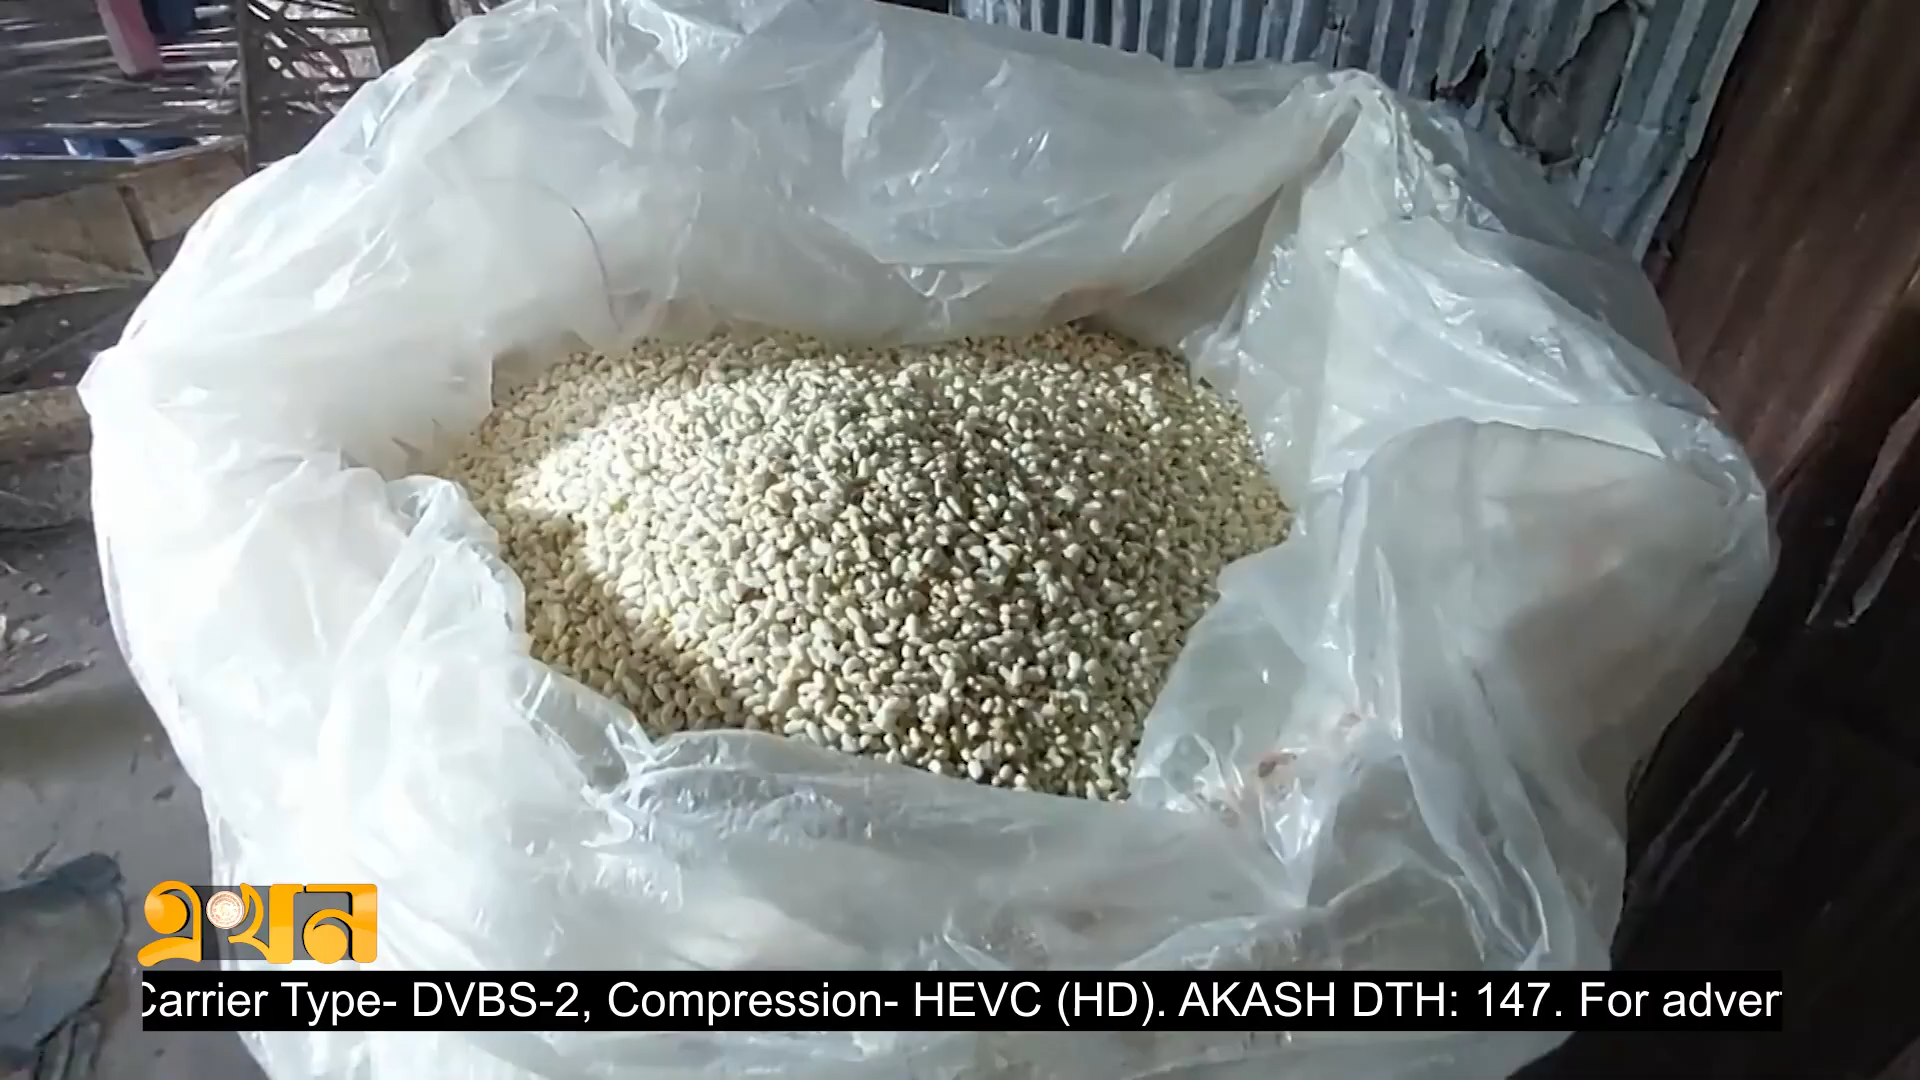 এখন
Carrier Type- DVBS-2, Compression- HEVC (HD). AKASH DTH: 147. For adver